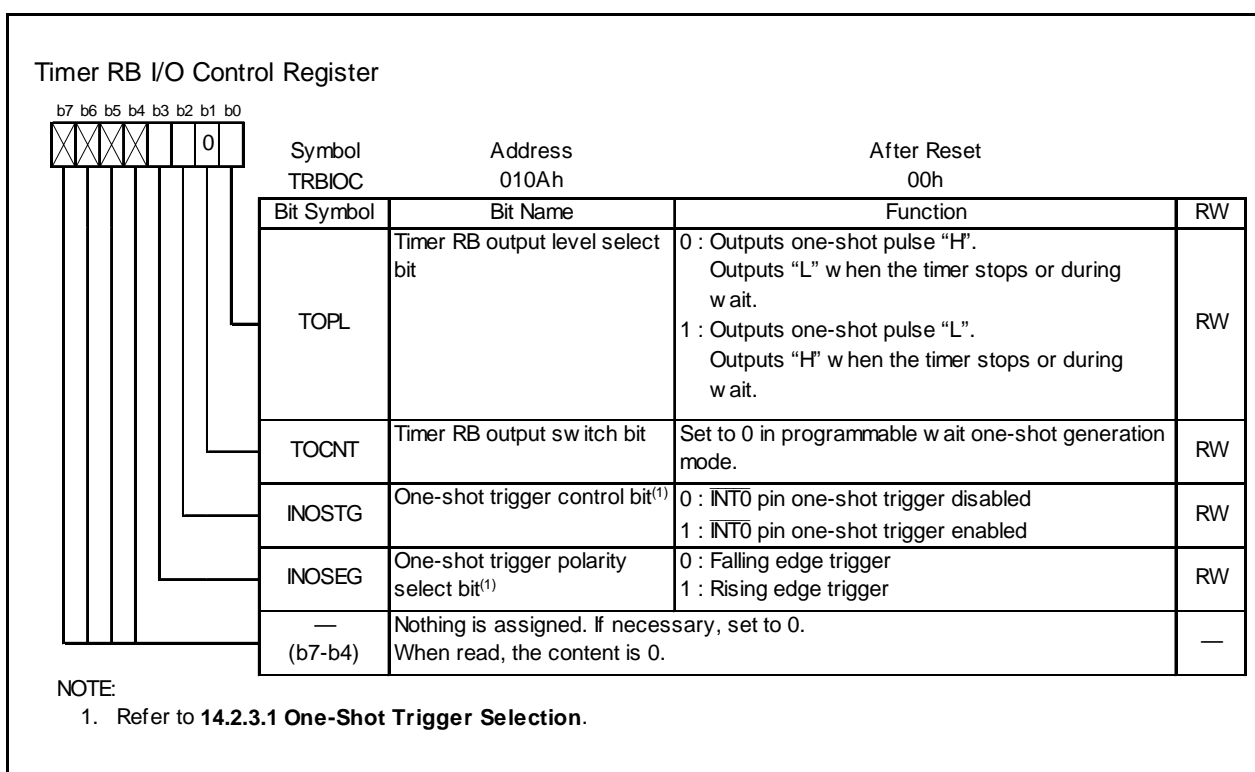 Timer RB I/O Control Register
b7 b6 b5 b4 b3 b2 b1 b0
0
Symbol Address After Reset
TRBIOC 010Ah 00h
Bit Symbol Bit Name Function RW
TOPL
Timer RB output level select
bit
0 : Outputs one-shot pulse “H”.
Outputs “L” when the timer stops or during
wait.
1 : Outputs one-shot pulse “L”.
Outputs “H” when the timer stops or during
wait.
RW
TOCNT
Timer RB output switch bit
Set to 0 in programmable wait one-shot generation
mode.
RW
INOSTG
One-shot trigger control bit(1)
0 : INT0 pin one-shot trigger disabled
1 : INT0 pin one-shot trigger enabled
RW
INOSEG
One-shot trigger polarity
select bit(1)
0 : Falling edge trigger
1 : Rising edge trigger
RW
—
(b7-b4)
Nothing is assigned. If necessary, set to 0.
When read, the content is 0.
—
NOTE:
1. Refer to 14.2.3.1 One-Shot Trigger Selection.